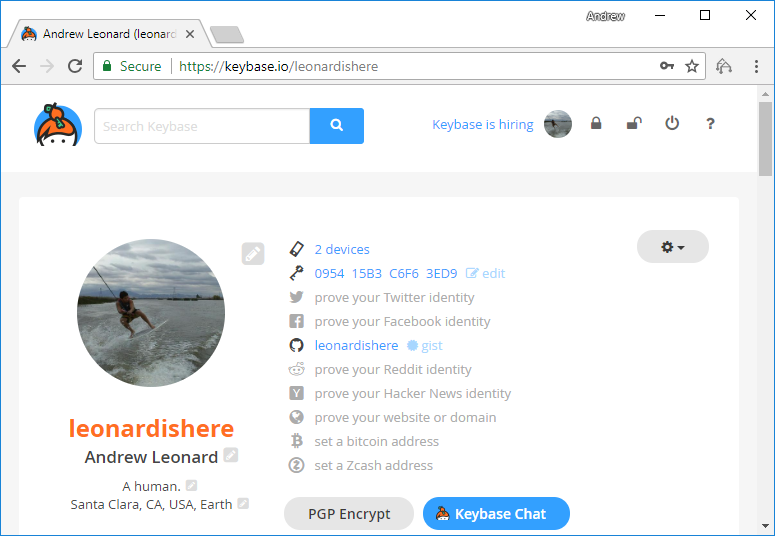 Andrew
Andrew Leonard (leonard
Secure https://keybase.io/leonardishere
Search Keybase
Keybase is hiring ?
2 devices
0954 15B3 C6F6 3ED9 edit
prove your Twitter identity
prove your Facebook identity
leonardishere gist
prove your Reddit identity
prove your Hacker News identity
prove your website or domain
set a bitcoin address
set a Zcash address
leonardishere
Andrew Leonard
A human.
Santa Clara, CA, USA, Earth
PGP Encrypt
Keybase Chat